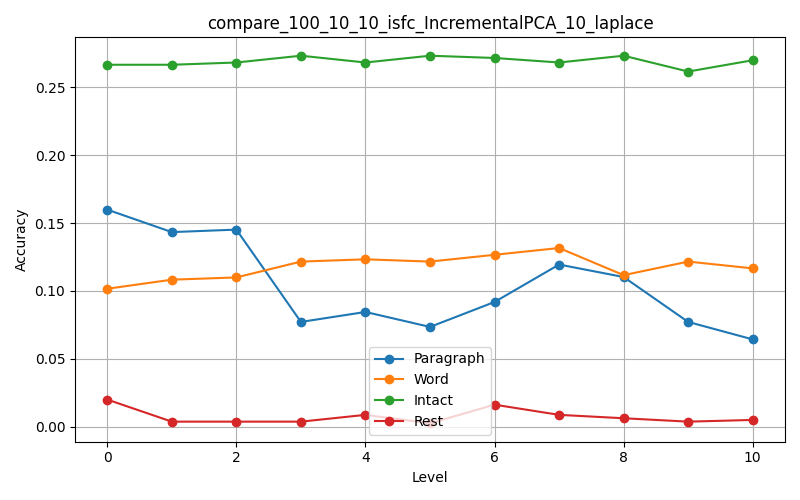 compare_100_10_10_isfc_IncrementalPCA_10_laplace
Accuracy
0.25
0.20
0.15
0.10
0.05
0.00
Paragraph
Word
Intact
Rest
0 2 4 6 8 10
Level